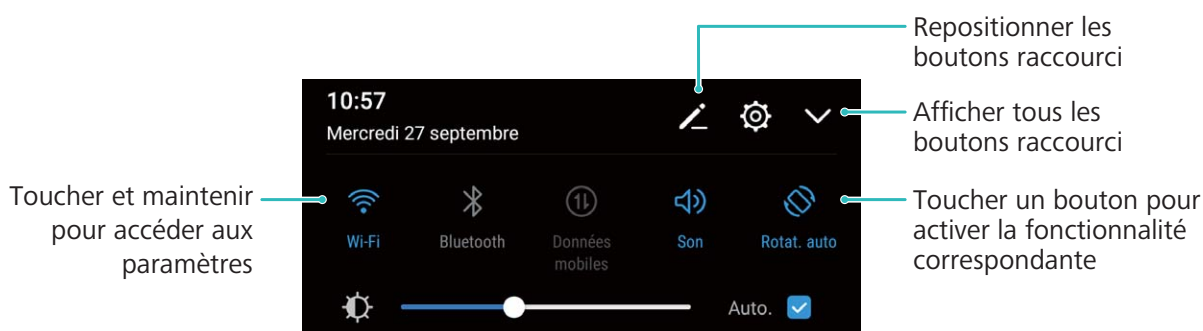 Repositionner les
boutons raccourci
10:57
Mercredi 27 septembre
Afficher tous les
boutons raccourci
Toucher et maintenir
pour accéder aux
paramètres
Wi-Fi
Bluetooth
Données
mobiles
Son
Rotat. auto
Toucher un bouton pour
activer la fonctionnalité
correspondante
Auto.